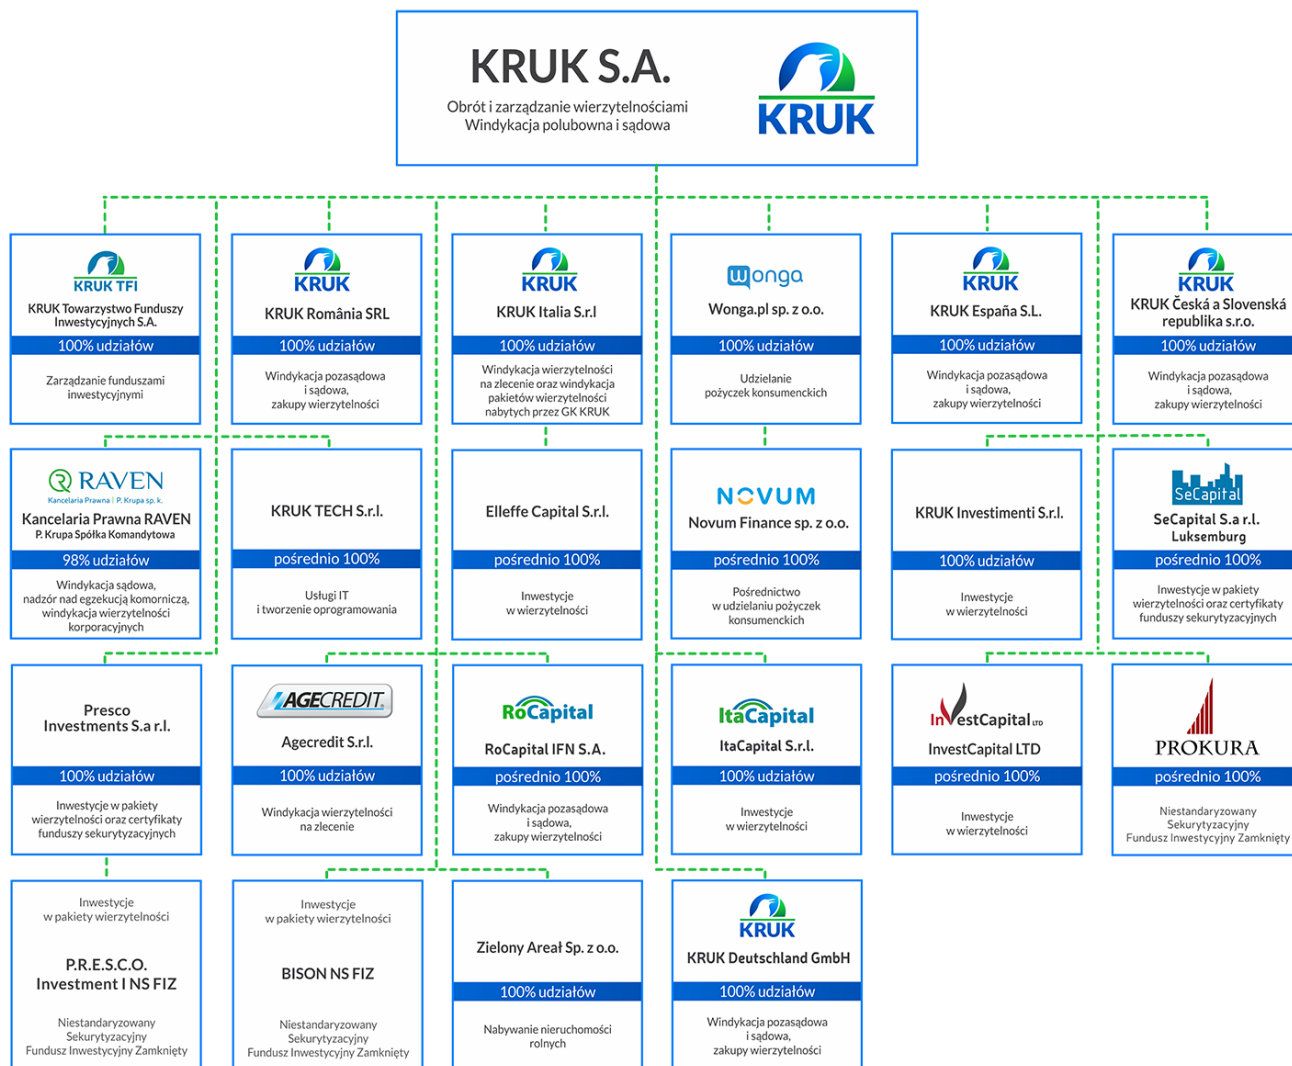 KRUK S.A.
Obrót i zarządzanie wierzytelnościami
Windykacja polubowna i sądowa
KRUK
KRUK TFI
KRUK Towarzystwo Funduszy
Inwestycyjnych S.A.
100% udziałów
Zarządzanie funduszami
inwestycyjnymi
KRUK
KRUK România SRL
100% udziałów
Windykacja pozasądowa
i sądowa,
zakupy wierzytelności
KRUK
KRUK Italia S.r.l
100% udziałów
Windykacja wierzytelności
na zlecenie oraz windykacja
pakietów wierzytelności
nabytych przez GK KRUK
wonga
Wonga.pl sp. z o.o.
100% udziałów
Udzielanie
pożyczek konsumenckich
KRUK
KRUK España S.L.
100% udziałów
Windykacja pozasądowa
i sądowa,
zakupy wierzytelności
KRUK
KRUK Česká a Slovenská
republika s.r.o.
100% udziałów
Windykacja pozasądowa
i sądowa,
zakupy wierzytelności
RAVEN
Kancelaria Prawna | P. Krupa sp. k.
Kancelaria Prawna RAVEN
P. Krupa Spółka Komandytowa
98% udziałów
Windykacja sądowa,
nadzór nad egzekucją komorniczą,
windykacja wierzytelności
korporacyjnych
KRUK TECH S.r.l.
pośrednio 100%
Usługi IT
i tworzenie oprogramowania
Elleffe Capital S.r.l.
pośrednio 100%
Inwestycje
w wierzytelności
NOVUM
Novum Finance sp. z o.o.
pośrednio 100%
Pośrednictwo
w udzielaniu pożyczek
konsumenckich
KRUK Investimenti S.r.l.
100% udziałów
Inwestycje
w wierzytelności
SeCapital
SeCapital S.a r.l.
Luksemburg
pośrednio 100%
Inwestycje w pakiety
wierzytelności oraz certyfikaty
funduszy sekurytyzacyjnych
Presco
Investments S.a r.l.
100% udziałów
Inwestycje w pakiety
wierzytelności oraz certyfikaty
funduszy sekurytyzacyjnych
AGECREDIT
Agecredit S.r.l.
100% udziałów
Windykacja wierzytelności
na zlecenie
RoCapital
RoCapital IFN S.A.
pośrednio 100%
Windykacja pozasądowa
i sądowa,
zakupy wierzytelności
ItaCapital
ItaCapital S.r.l.
100% udziałów
Inwestycje
w wierzytelności
InvestCapital LTD
InvestCapital LTD
pośrednio 100%
Inwestycje
w wierzytelności
PROKURA
pośrednio 100%
Niestandaryzowany
Sekurytyzacyjny
Fundusz Inwestycyjny Zamknięty
Inwestycje
w pakiety wierzytelności
P.R.E.S.C.O.
Investment I NS FIZ
Niestandaryzowany
Sekurytyzacyjny
Fundusz Inwestycyjny Zamknięty
Inwestycje
w pakiety wierzytelności
BISON NS FIZ
Niestandaryzowany
Sekurytyzacyjny
Fundusz Inwestycyjny Zamknięty
Zielony Areał Sp. z o.o.
100% udziałów
Nabywanie nieruchomości
rolnych
KRUK
KRUK Deutschland GmbH
100% udziałów
Windykacja pozasądowa
i sądowa,
zakupy wierzytelności